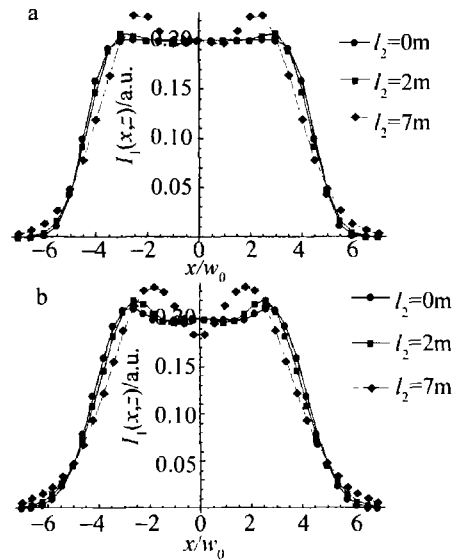 a
I₁(x,z)/a.u.
0.20
0.15
0.10
0.05
−6 −4 −2 0 2 4 6
x/w₀
l₂=0m
l₂=2m
l₂=7m
b
I₁(x,z)/a.u.
0.20
0.15
0.10
0.05
−6 −4 −2 0 2 4 6
x/w₀
l₂=0m
l₂=2m
l₂=7m